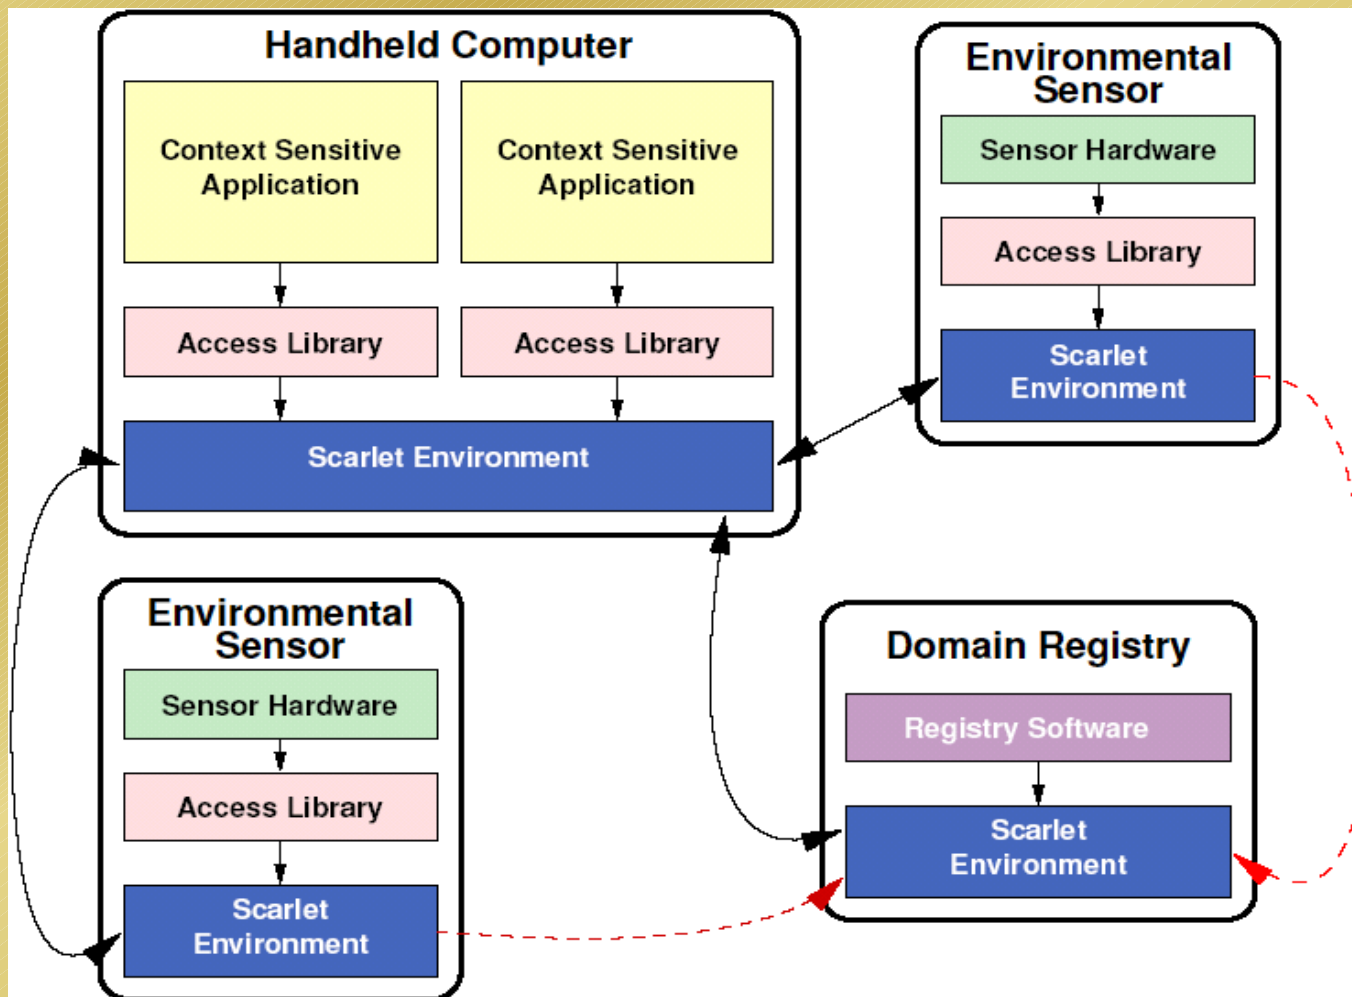 Handheld Computer
Context Sensitive
Application
Context Sensitive
Application
Access Library
Access Library
Scarlet Environment
Environmental
Sensor
Sensor Hardware
Access Library
Scarlet
Environment
Environmental
Sensor
Sensor Hardware
Access Library
Scarlet
Environment
Domain Registry
Registry Software
Scarlet
Environment